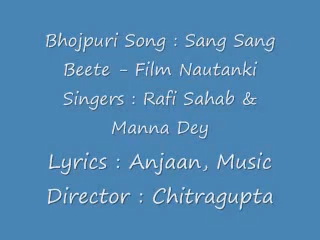 Bhojpuri Song : Sang Sang
Beete - Film Nautanki
Singers : Rafi Sahab &
Manna Dey
Lyrics : Anjaan, Music
Director : Chitragupta